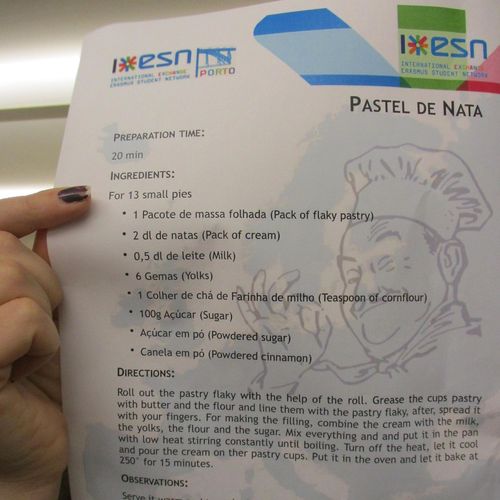 I esn
INTERNATIONAL EXCHANGE
ERASMUS STUDENT NETWORK
PORTO
I esn
INTERNATIONAL EXCHANGE
ERASMUS STUDENT NETWORK
PASTEL DE NATA
PREPARATION TIME:
20 min
INGREDIENTS:
For 13 small pies
• 1 Pacote de massa folhada (Pack of flaky pastry)
• 2 dl de natas (Pack of cream)
• 0,5 dl de leite (Milk)
• 6 Gemas (Yolks)
• 1 Colher de chá de Farinha de milho (Teaspoon of cornflour)
• 100g Açúcar (Sugar)
• Açúcar em pó (Powdered sugar)
• Canela em pó (Powdered cinnamon)
DIRECTIONS:
Roll out the pastry flaky with the help of the roll. Grease the cups pastry
with butter and the flour and line them with the pastry flaky, after, spread it
with your fingers. For making the filling, combine the cream with the milk,
the yolks, the flour and the sugar. Mix everything and and put it in the pan
with low heat stirring constantly until boiling. Turn off the heat, let it cool
and pour the cream on ther pastry cups. Put it in the oven and let it bake at
250° for 15 minutes.
OBSERVATIONS:
Serve it